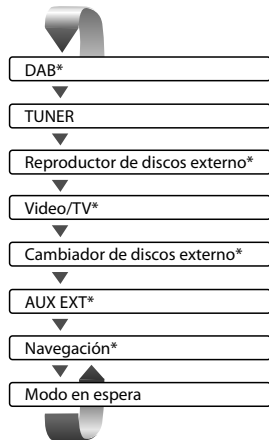 DAB*
TUNER
Reproductor de discos externo*
Video/TV*
Cambiador de discos externo*
AUX EXT*
Navegación*
Modo en espera